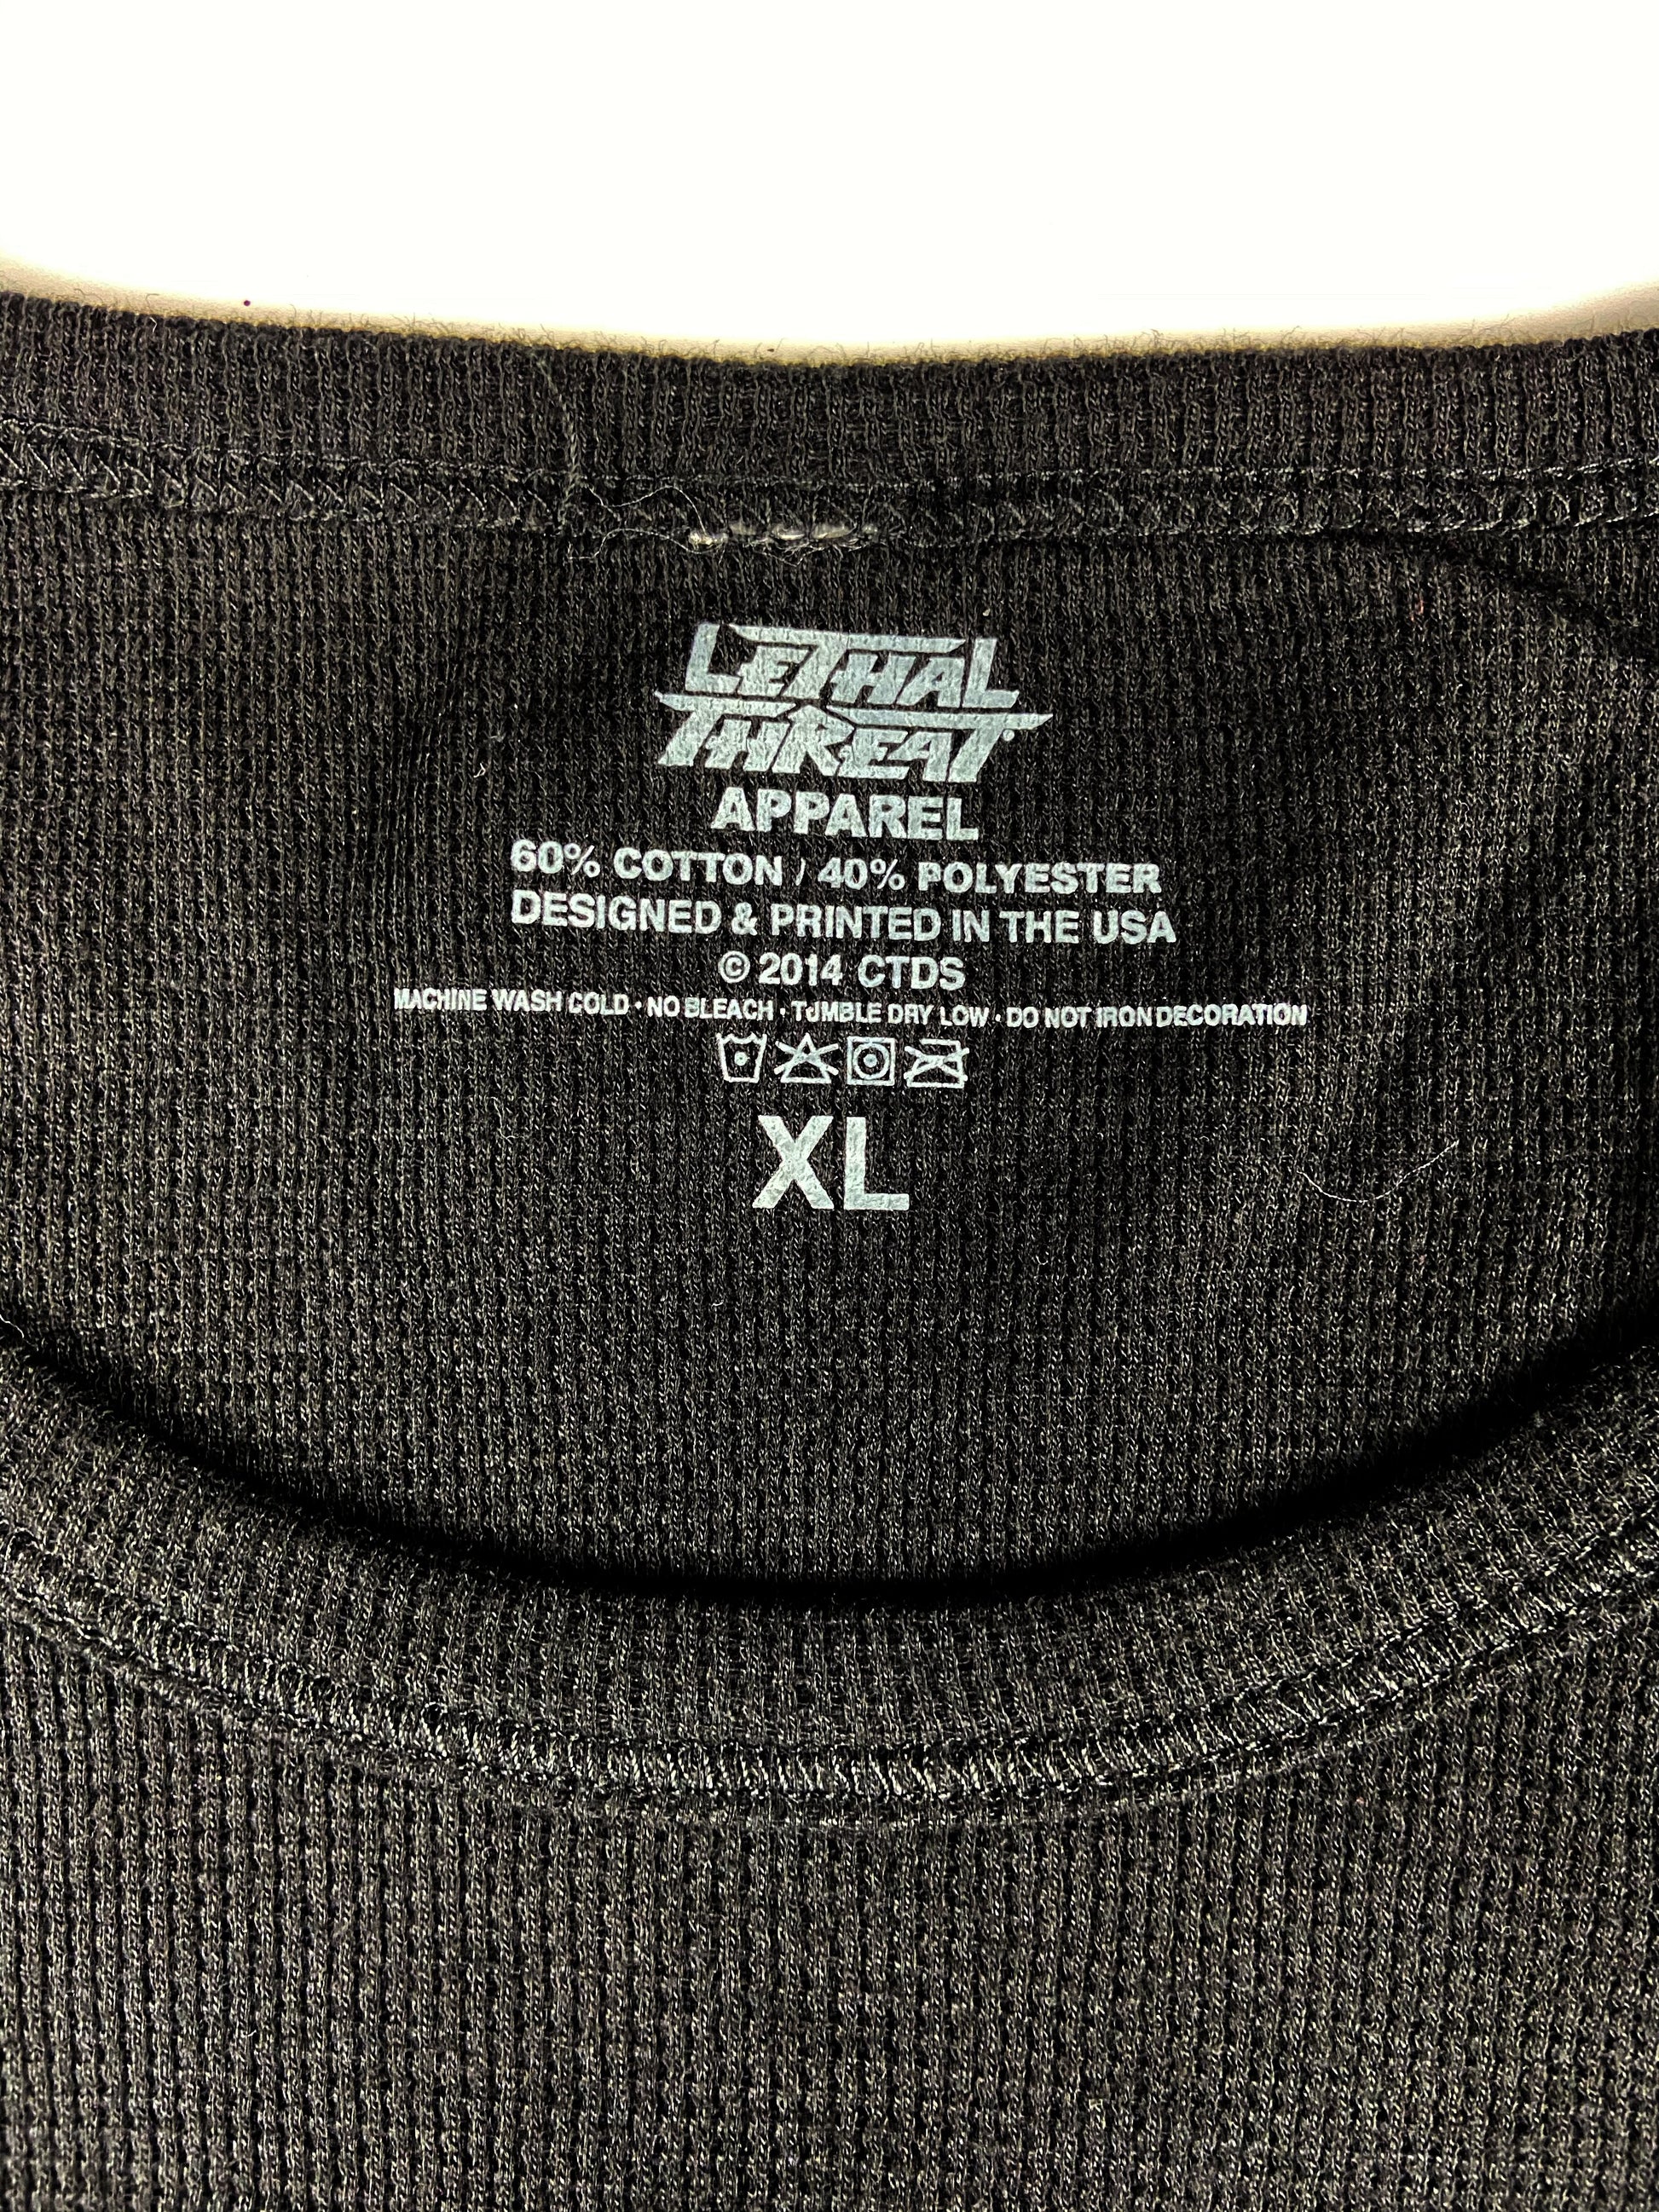 LETHAL
THREAT®
APPAREL
60% COTTON / 40% POLYESTER
DESIGNED & PRINTED IN THE USA
© 2014 CTDS
MACHINE WASH COLD • NO BLEACH • TUMBLE DRY LOW • DO NOT IRON DECORATION
XL